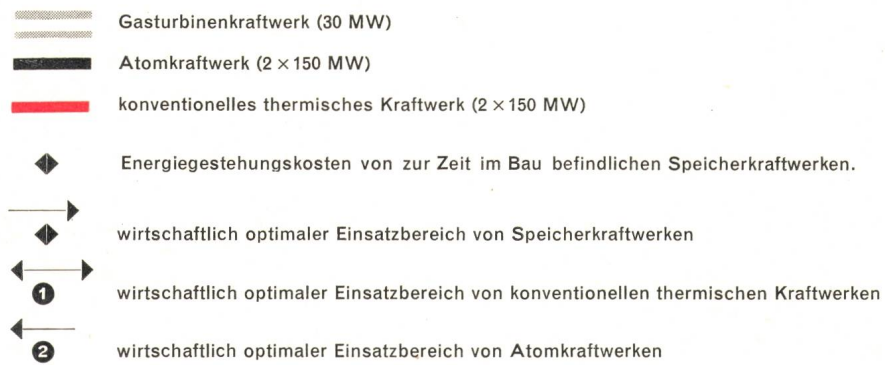 Gasturbinenkraftwerk (30 MW)
Atomkraftwerk (2 × 150 MW)
konventionelles thermisches Kraftwerk (2 × 150 MW)
Energiegestehungskosten von zur Zeit im Bau befindlichen Speicherkraftwerken.
wirtschaftlich optimaler Einsatzbereich von Speicherkraftwerken
1 wirtschaftlich optimaler Einsatzbereich von konventionellen thermischen Kraftwerken
2 wirtschaftlich optimaler Einsatzbereich von Atomkraftwerken